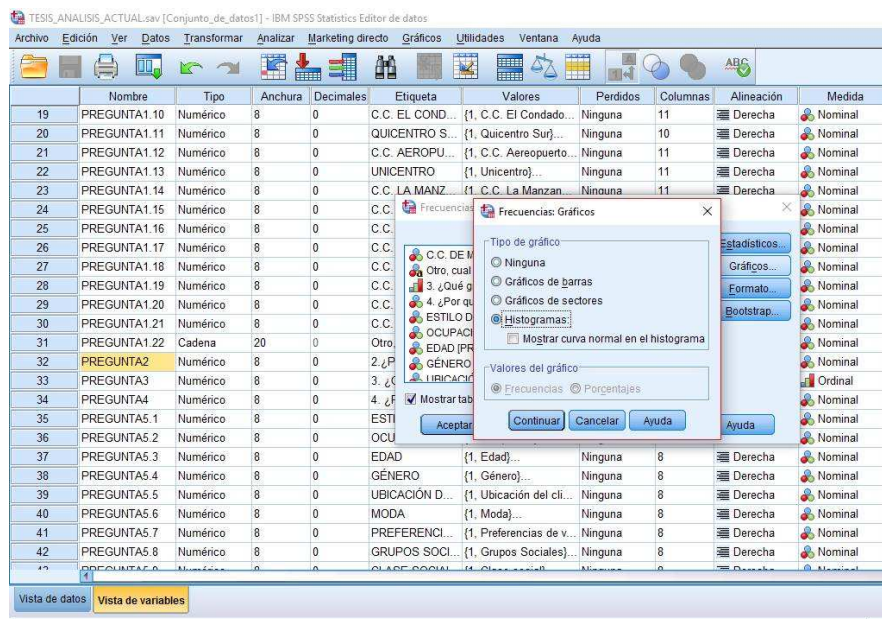 TESIS_ANALISIS_ACTUAL.sav [Conjunto_de_datos1] - IBM SPSS Statistics Editor de datos
Archivo Edición Ver Datos Transformar Analizar Marketing directo Gráficos Utilidades Ventana Ayuda
Nombre Tipo Anchura Decimales Etiqueta Valores Perdidos Columnas Alineación Medida
19 PREGUNTA1.10 Numérico 8 0 C.C. EL COND... {1, C.C. El Condado... Ninguna 11 Derecha Nominal
20 PREGUNTA1.11 Numérico 8 0 QUICENTRO S... {1, Quicentro Sur}... Ninguna 10 Derecha Nominal
21 PREGUNTA1.12 Numérico 8 0 C.C. AEROPU... {1, C.C. Aereopuerto... Ninguna 11 Derecha Nominal
22 PREGUNTA1.13 Numérico 8 0 UNICENTRO {1, Unicentro}... Ninguna 11 Derecha Nominal
23 PREGUNTA1.14 Numérico 8 0 C.C. LA MANZ... {1, C.C. La Manzan... Ninguna 11 Derecha Nominal
24 PREGUNTA1.15 Numérico 8 0 C.C. Nominal
25 PREGUNTA1.16 Numérico 8 0 C.C. Nominal
26 PREGUNTA1.17 Numérico 8 0 C.C. Nominal
27 PREGUNTA1.18 Numérico 8 0 C.C. Nominal
28 PREGUNTA1.19 Numérico 8 0 C.C. Nominal
29 PREGUNTA1.20 Numérico 8 0 C.C. Nominal
30 PREGUNTA1.21 Numérico 8 0 C.C. Nominal
31 PREGUNTA1.22 Cadena 20 0 Otro, Nominal
32 PREGUNTA2 Numérico 8 0 2.¿P Nominal
33 PREGUNTA3 Numérico 8 0 3. ¿Q Ordinal
34 PREGUNTA4 Numérico 8 0 4. ¿P Nominal
35 PREGUNTA5.1 Numérico 8 0 ESTI Nominal
36 PREGUNTA5.2 Numérico 8 0 OCU Nominal
37 PREGUNTA5.3 Numérico 8 0 EDAD {1, Edad}... Ninguna 8 Derecha Nominal
38 PREGUNTA5.4 Numérico 8 0 GÉNERO {1, Género}... Ninguna 8 Derecha Nominal
39 PREGUNTA5.5 Numérico 8 0 UBICACIÓN D... {1, Ubicación del cli... Ninguna 8 Derecha Nominal
40 PREGUNTA5.6 Numérico 8 0 MODA {1, Moda}... Ninguna 8 Derecha Nominal
41 PREGUNTA5.7 Numérico 8 0 PREFERENCI... {1, Preferencias de v... Ninguna 8 Derecha Nominal
42 PREGUNTA5.8 Numérico 8 0 GRUPOS SOCI... {1, Grupos Sociales}... Ninguna 8 Derecha Nominal
Frecuencias
C.C. DE M
Otro, cual
3. ¿Qué g
4. ¿Por qu
ESTILO D
OCUPACI
EDAD [PR
GÉNERO
UBICACIÓ
Mostrar tab
Aceptar
Estadísticos...
Gráficos...
Formato...
Bootstrap...
Ayuda
Frecuencias: Gráficos
Tipo de gráfico
Ninguna
Gráficos de barras
Gráficos de sectores
Histogramas:
Mostrar curva normal en el histograma
Valores del gráfico
Frecuencias Porcentajes
Continuar Cancelar Ayuda
Vista de datos Vista de variables